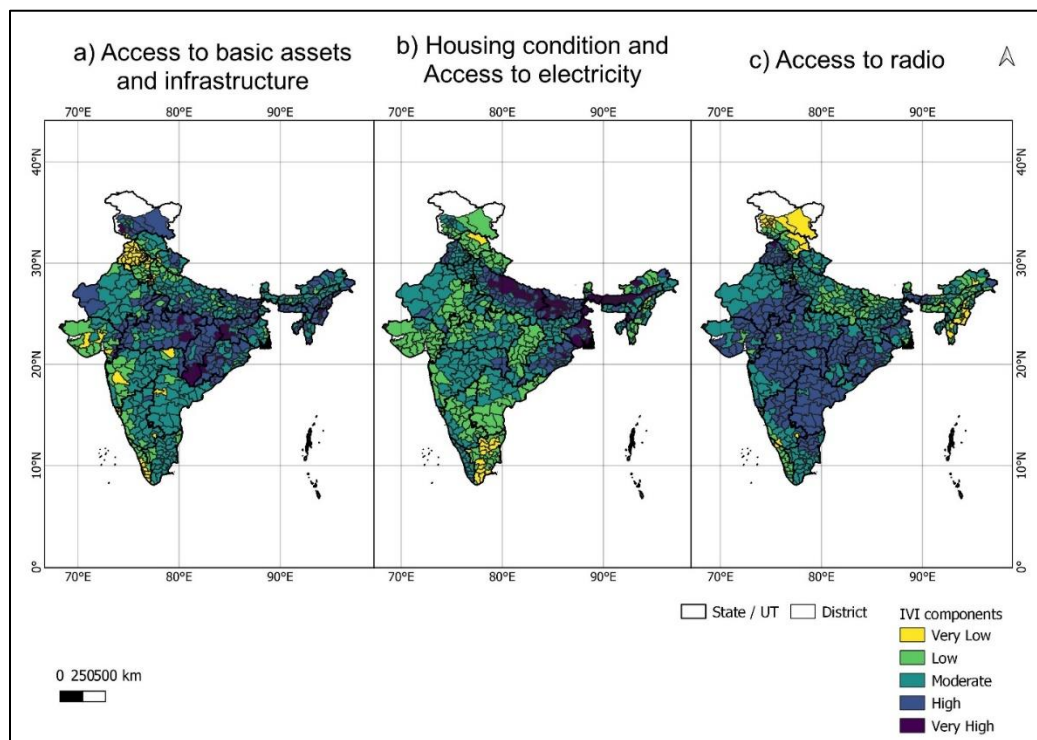 a) Access to basic assets
and infrastructure
b) Housing condition and
Access to electricity
c) Access to radio
70°E 80°E 90°E
70°E 80°E 90°E
70°E 80°E 90°E
40°N
30°N
20°N
10°N
0°
40°N
30°N
20°N
10°N
0°
70°E 80°E 90°E
70°E 80°E 90°E
70°E 80°E 90°E
State / UT District
IVI components
Very Low
Low
Moderate
High
Very High
0 250500 km